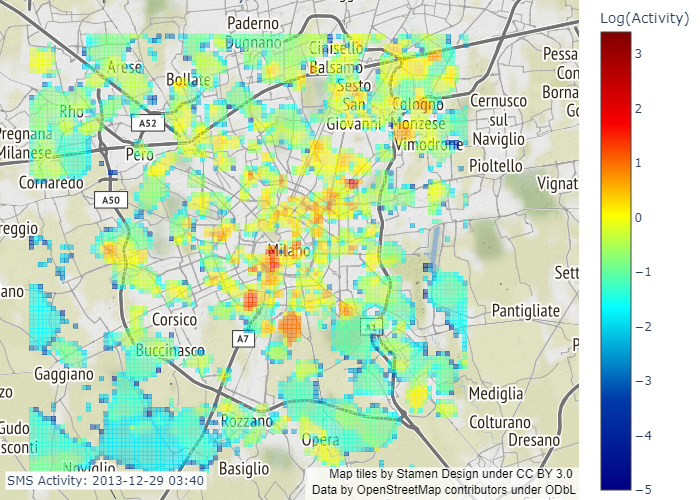 Log(Activity)
Paderno
Dugnano
Cinisello
Balsamo
Arese
Bollate
Sesto
San
Giovanni
Cologno
Monzese
Vimodrone
Cernusco
sul
Naviglio
Pioltello
Pessa
Con
Borna
Go
Vignat
Rho
A52
Pregnana
Milanese
Pero
Cornaredo
A50
reggio
Milano
ano
Sett
Pantigliate
Corsico
A7
A1
Buccinasco
P
Gaggiano
zo
Mediglia
Colturano
Dresano
Gudo
sconti
Rozzano
Opera
Noviglio
Basiglio
SMS Activity: 2013-12-29 03:40
Map tiles by Stamen Design under CC BY 3.0
Data by OpenStreetMap contributors under ODbL
3
2
1
0
−1
−2
−3
−4
−5